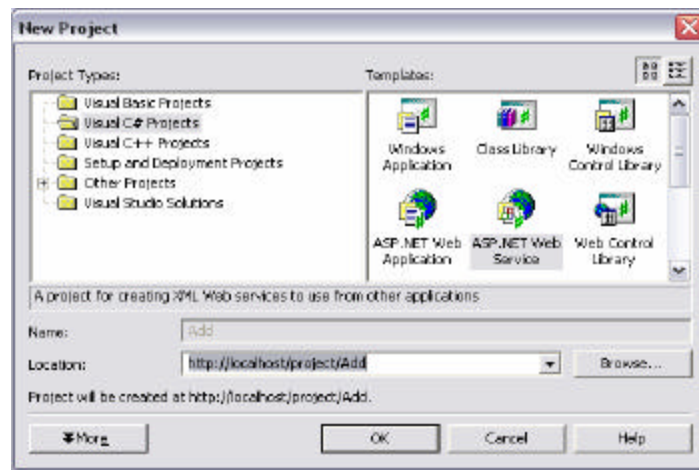 New Project
Project Types:
Templates:
Visual Basic Projects
Visual C# Projects
Visual C++ Projects
Setup and Deployment Projects
Other Projects
Visual Studio Solutions
Windows Application
Class Library
Windows Control Library
ASP.NET Web Application
ASP.NET Web Service
Web Control Library
A project for creating XML Web services to use from other applications
Name:
Add
Location:
http://localhost/project/Add
Browse...
Project will be created at http://localhost/project/Add.
More
OK
Cancel
Help